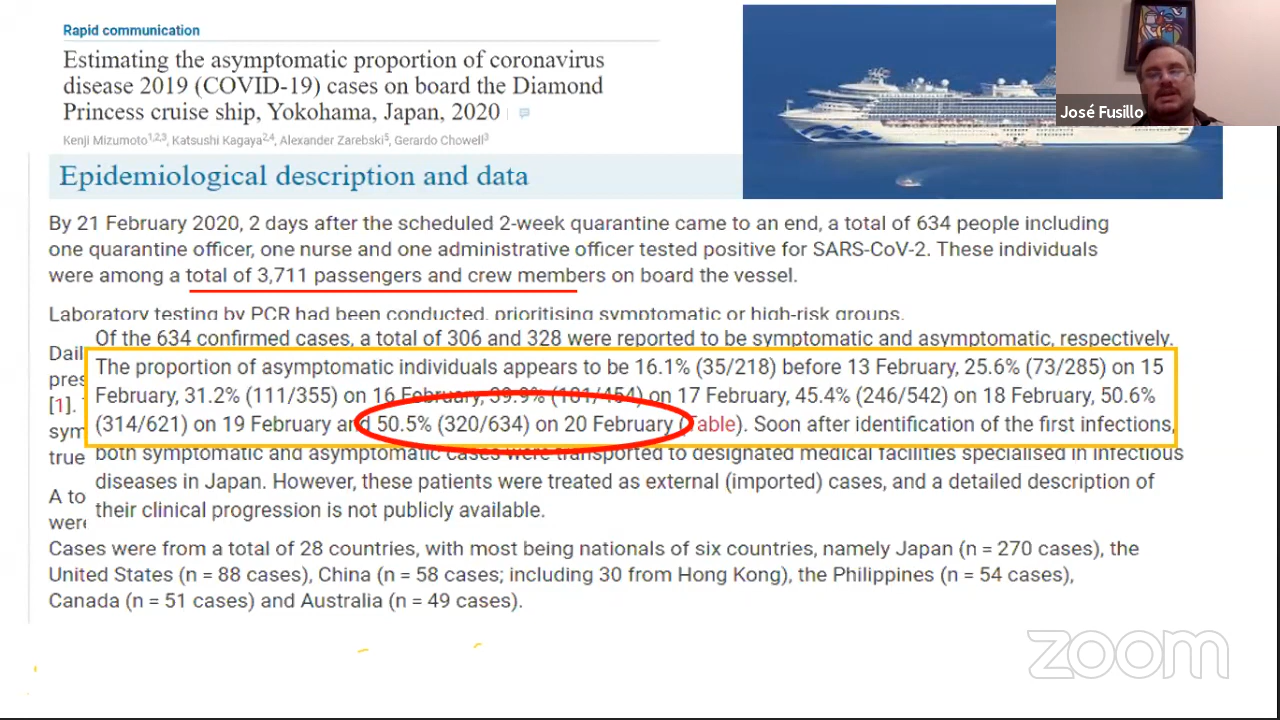 Rapid communication
Estimating the asymptomatic proportion of coronavirus
disease 2019 (COVID-19) cases on board the Diamond
Princess cruise ship, Yokohama, Japan, 2020
Kenji Mizumoto1,2,3, Katsushi Kagaya2,4, Alexander Zarebski5, Gerardo Chowell3
José Fusillo
Epidemiological description and data
By 21 February 2020, 2 days after the scheduled 2-week quarantine came to an end, a total of 634 people including
one quarantine officer, one nurse and one administrative officer tested positive for SARS-CoV-2. These individuals
were among a total of 3,711 passengers and crew members on board the vessel.
Laboratory testing by PCR had been conducted, prioritising symptomatic or high-risk groups.
Of the 634 confirmed cases, a total of 306 and 328 were reported to be symptomatic and asymptomatic, respectively.
Dail
The proportion of asymptomatic individuals appears to be 16.1% (35/218) before 13 February, 25.6% (73/285) on 15
pres
February, 31.2% (111/355) on 16 February, 39.9% (181/454) on 17 February, 45.4% (246/542) on 18 February, 50.6%
[1].
(314/621) on 19 February and 50.5% (320/634) on 20 February (Table). Soon after identification of the first infections,
sym
both symptomatic and asymptomatic cases were transported to designated medical facilities specialised in infectious
true
diseases in Japan. However, these patients were treated as external (imported) cases, and a detailed description of
A to
their clinical progression is not publicly available.
were
Cases were from a total of 28 countries, with most being nationals of six countries, namely Japan (n = 270 cases), the
United States (n = 88 cases), China (n = 58 cases; including 30 from Hong Kong), the Philippines (n = 54 cases),
Canada (n = 51 cases) and Australia (n = 49 cases).
zoom